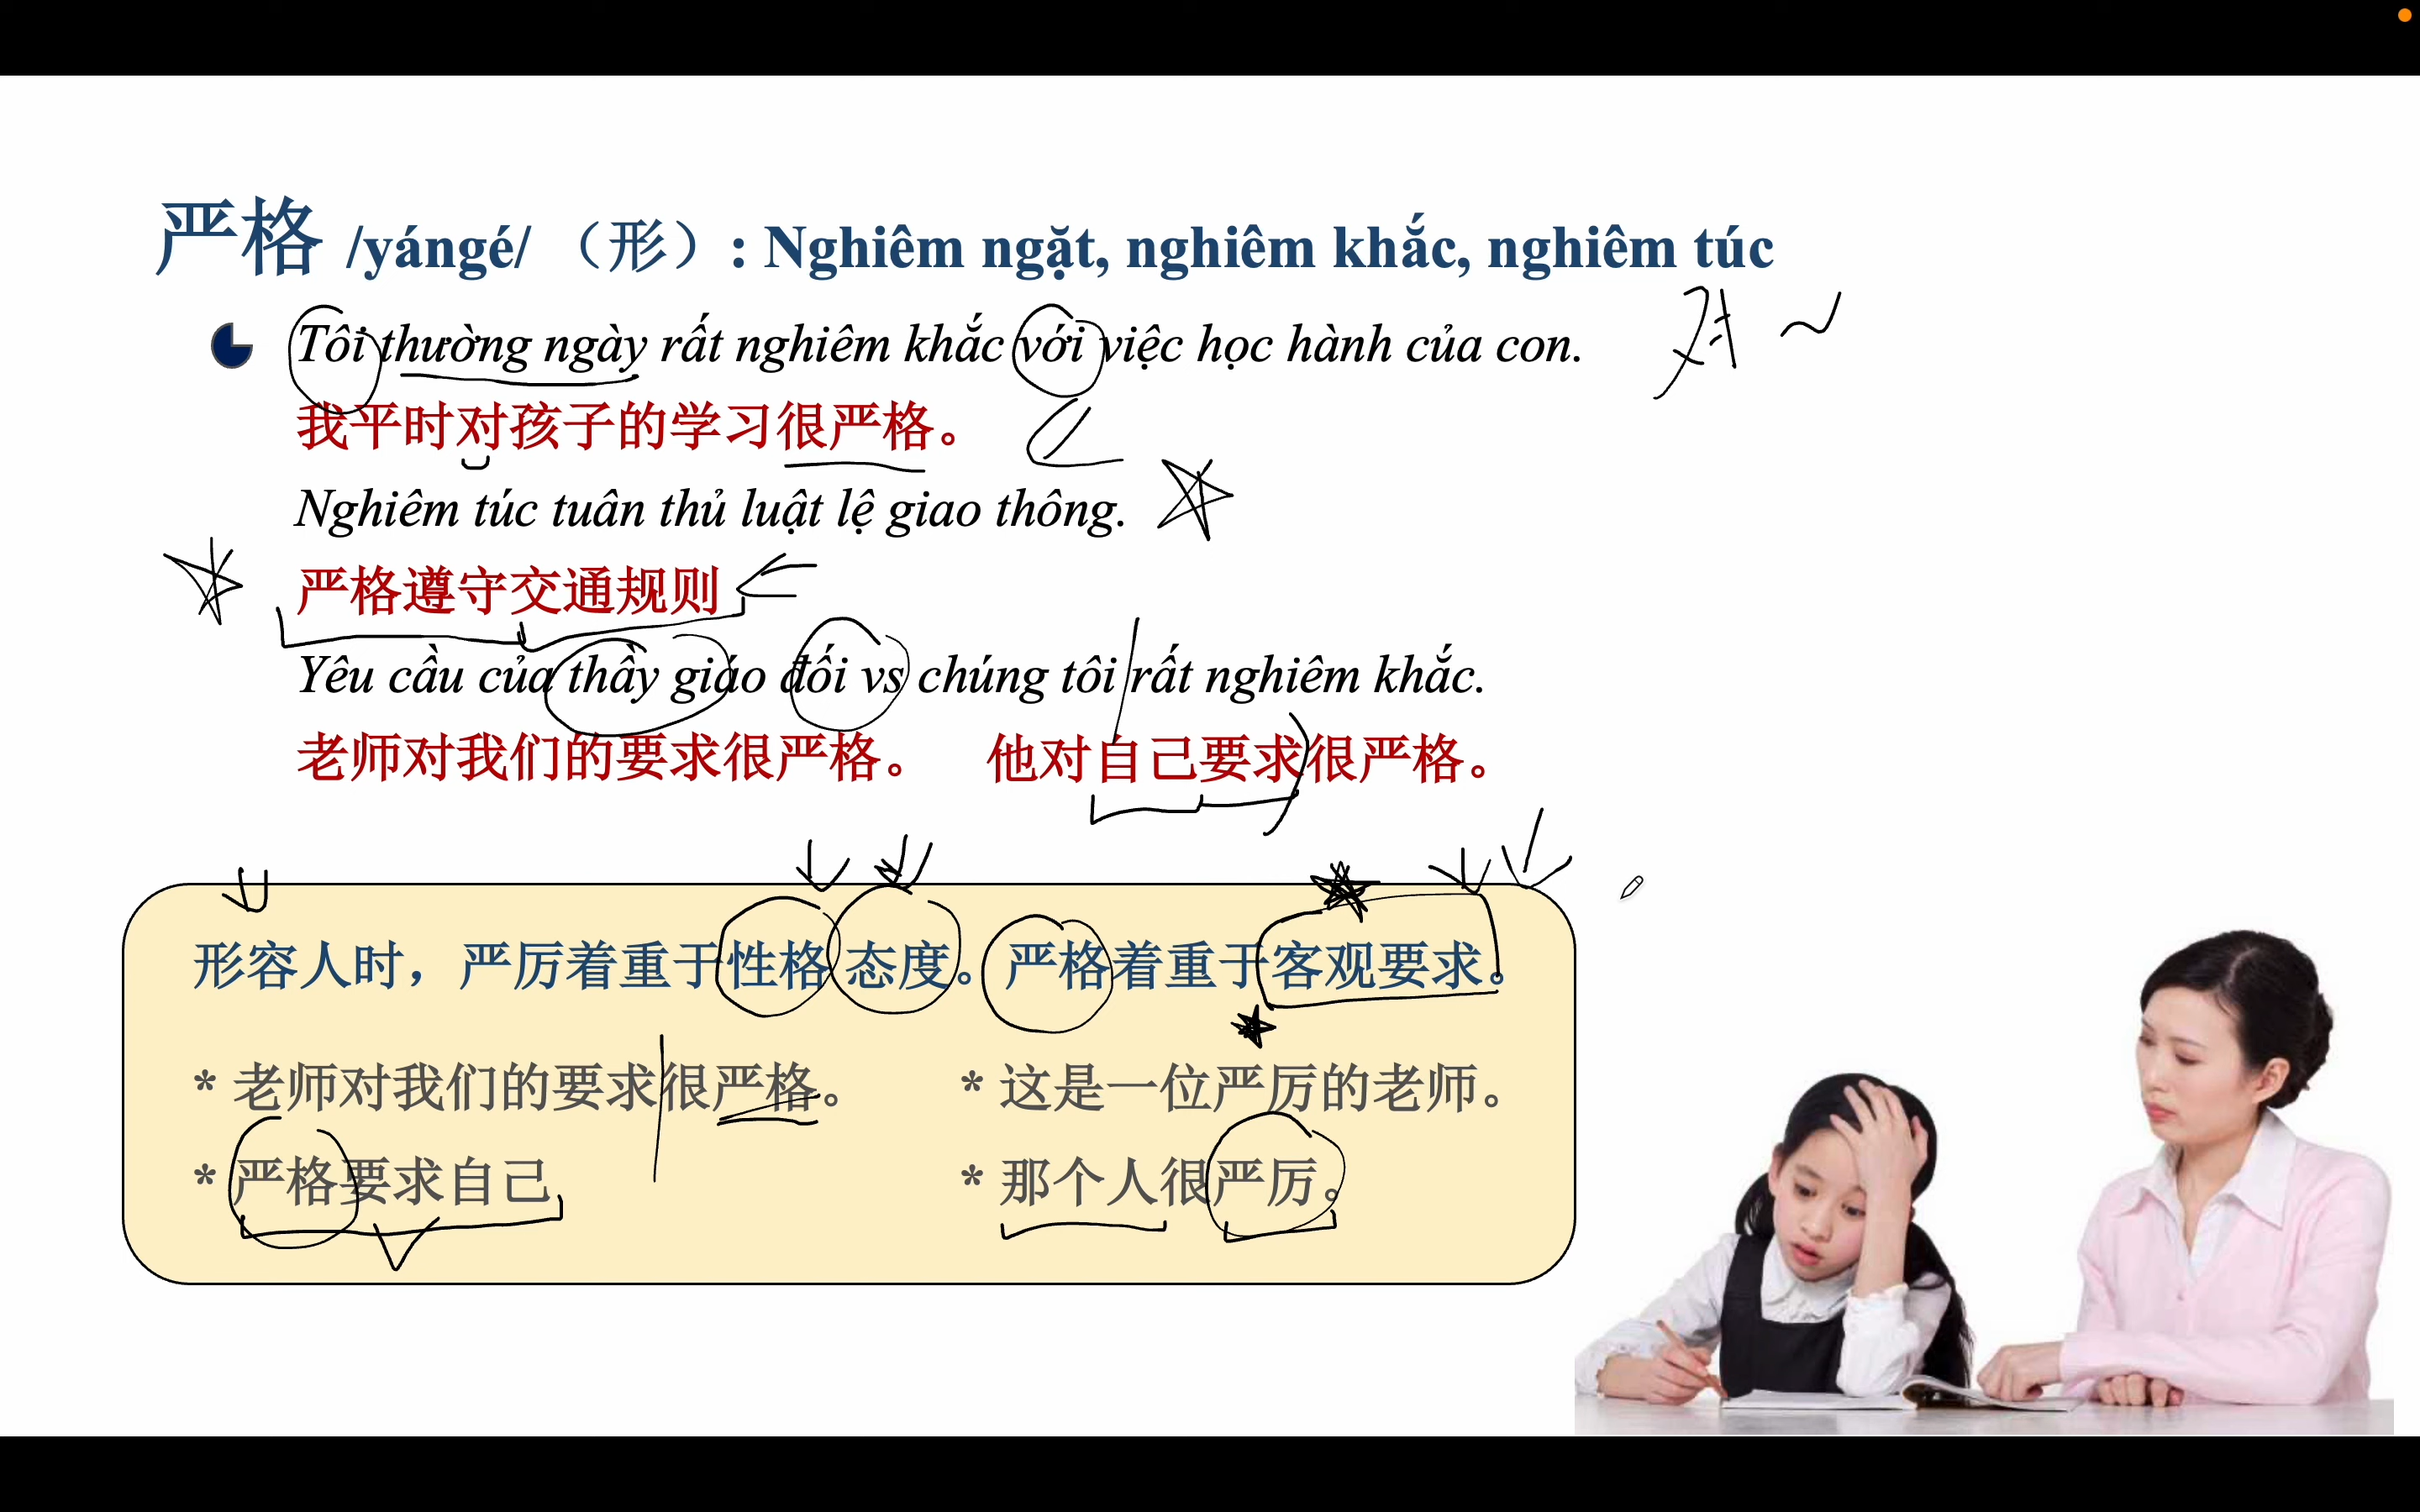 严格 /yángé/ （形）: Nghiêm ngặt, nghiêm khắc, nghiêm túc
Tôi thường ngày rất nghiêm khắc với việc học hành của con.
我平时对孩子的学习很严格。
Nghiêm túc tuân thủ luật lệ giao thông.
严格遵守交通规则
Yêu cầu của thầy giáo đối vs chúng tôi rất nghiêm khắc.
老师对我们的要求很严格。 他对自己要求很严格。
形容人时，严厉着重于性格 态度。严格着重于客观要求。
* 老师对我们的要求很严格。 * 这是一位严厉的老师。
* 严格要求自己 * 那个人很严厉。